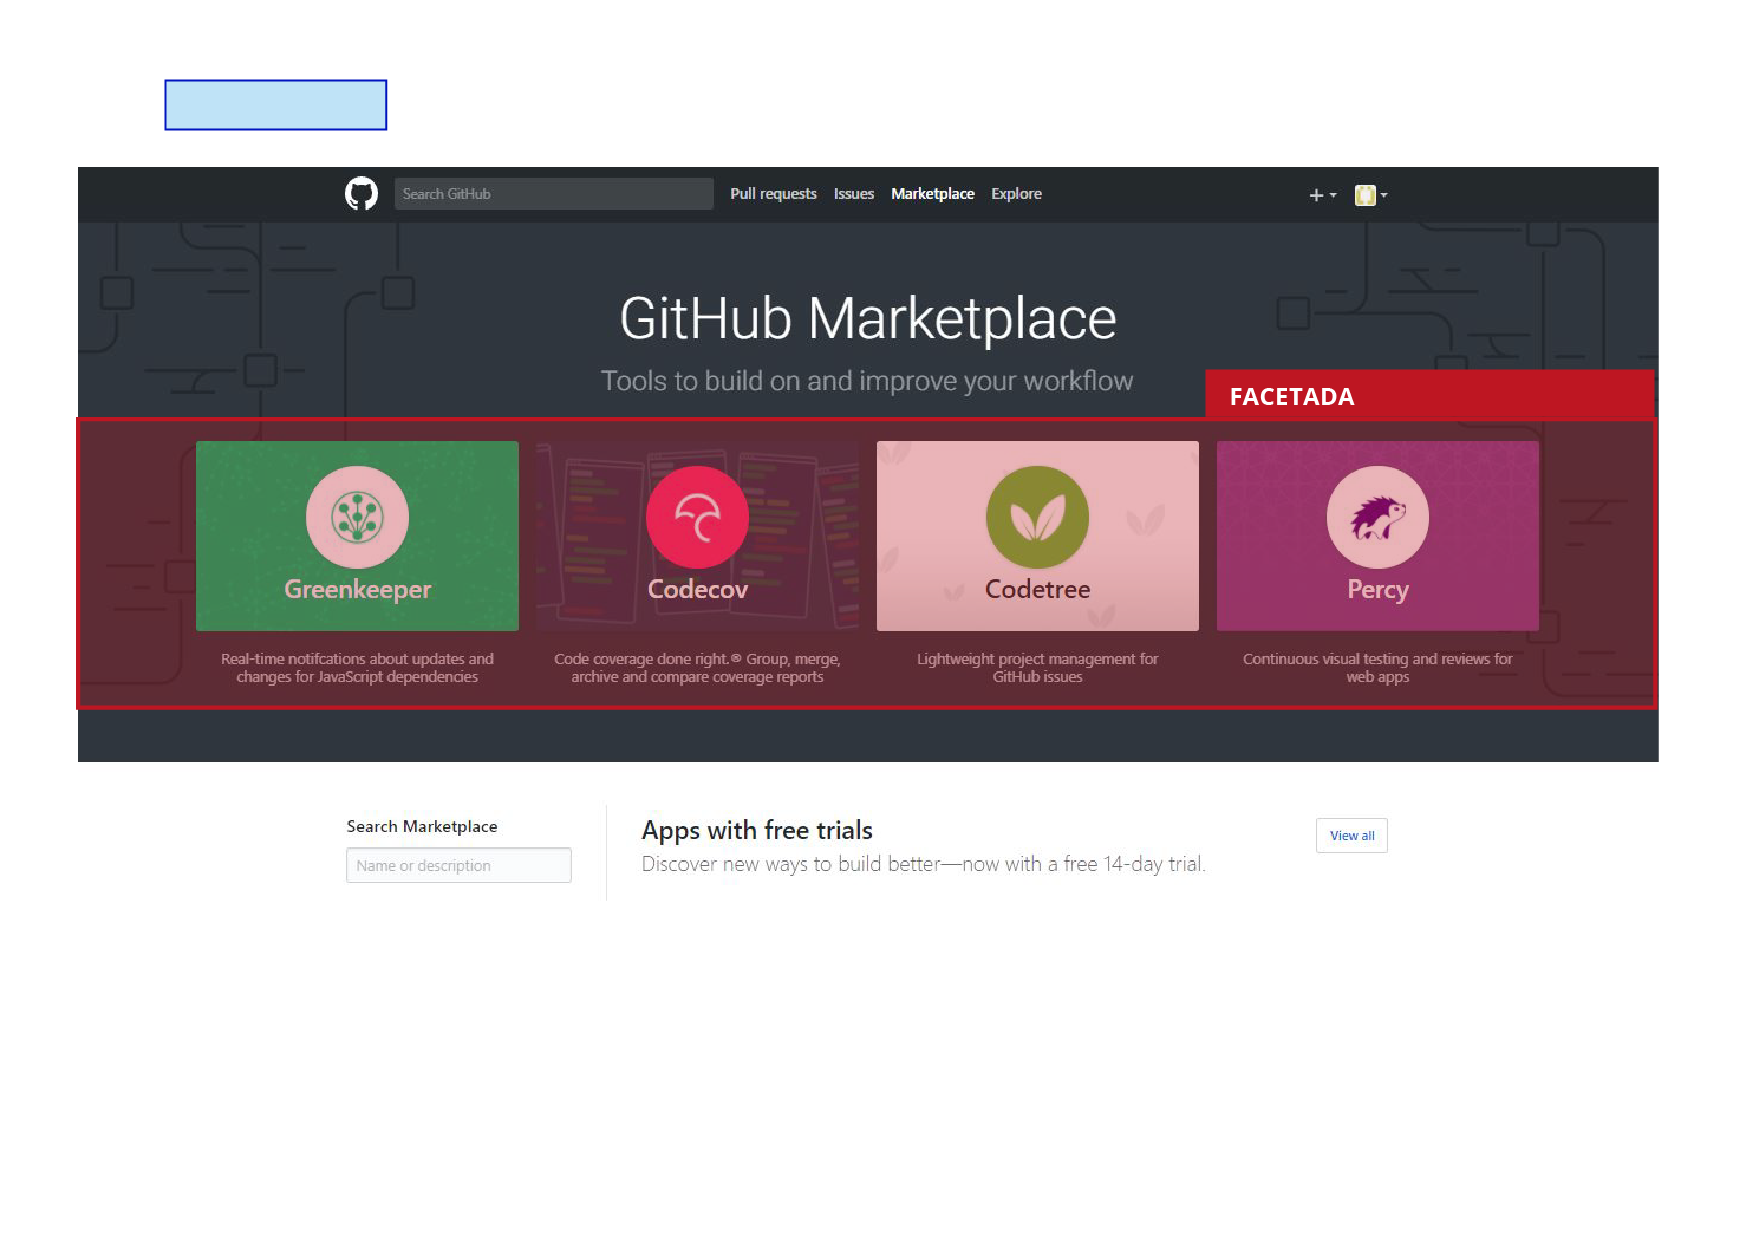 Search GitHub
Pull requests Issues Marketplace Explore
GitHub Marketplace
Tools to build on and improve your workflow
FACETADA
Greenkeeper
Real-time notifcations about updates and
changes for JavaScript dependencies
Codecov
Code coverage done right.® Group, merge,
archive and compare coverage reports
Codetree
Lightweight project management for
GitHub issues
Percy
Continuous visual testing and reviews for
web apps
Search Marketplace
Name or description
Apps with free trials
Discover new ways to build better—now with a free 14-day trial.
View all